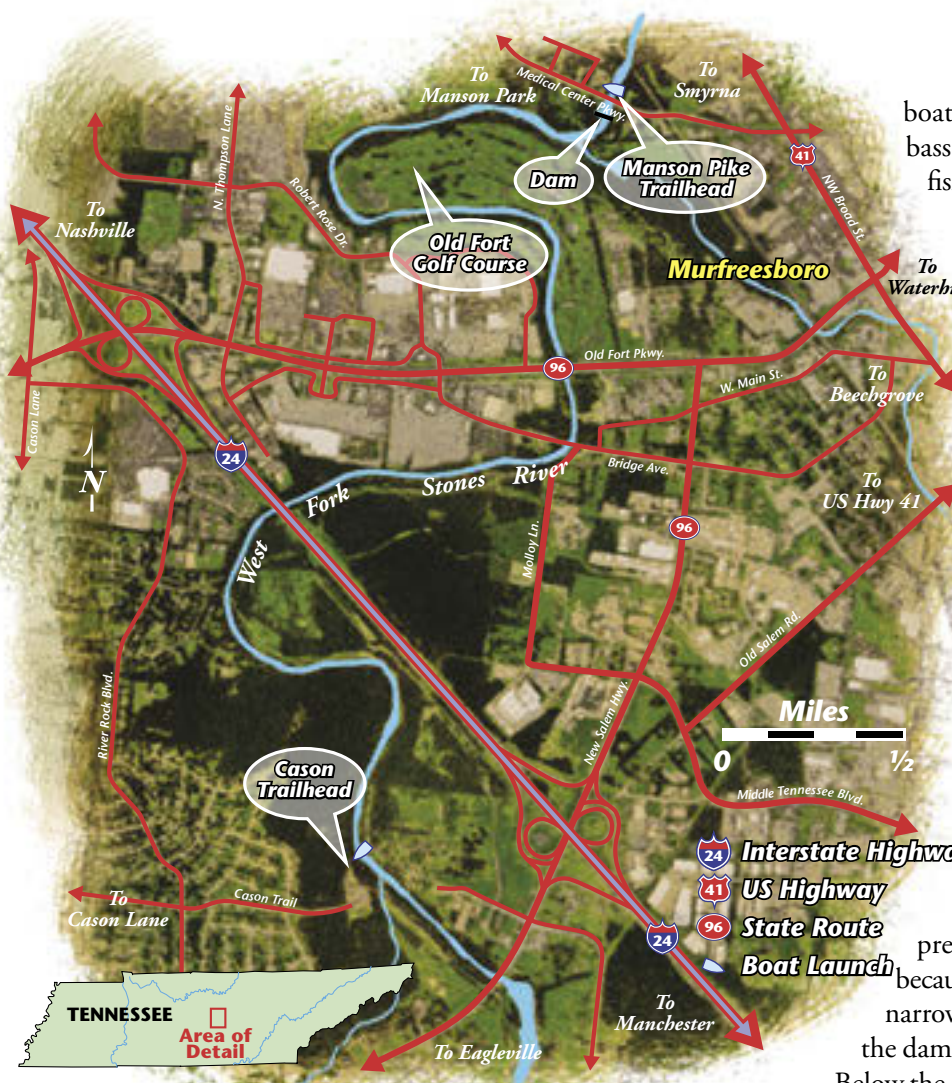 To
Manson Park
Medical Center Pkwy.
To
Smyrna
boat
bass
fis
41
Dam
Manson Pike
Trailhead
NW Broad St.
N. Thompson Lane
Robert Rose Dr.
To
Nashville
Old Fort
Golf Course
Murfreesboro
To
Old Fort Pkwy.
96
W. Main St.
To
Beechgrove
Cason Lane
24
N
West Fork Stones River
Bridge Ave.
To
US Hwy 41
96
Molloy Ln.
Old Salem Rd.
River Rock Blvd.
New Salem Hwy.
Miles
0 ½
Cason
Trailhead
Middle Tennessee Blvd.
24 Interstate Highwa
41 US Highway
96 State Route
Boat Launch
To
Cason Lane
Cason Trail
24
To
Manchester
To Eagleville
TENNESSEE
Area of
Detail
pre
becau
narrow
the dam
Below the